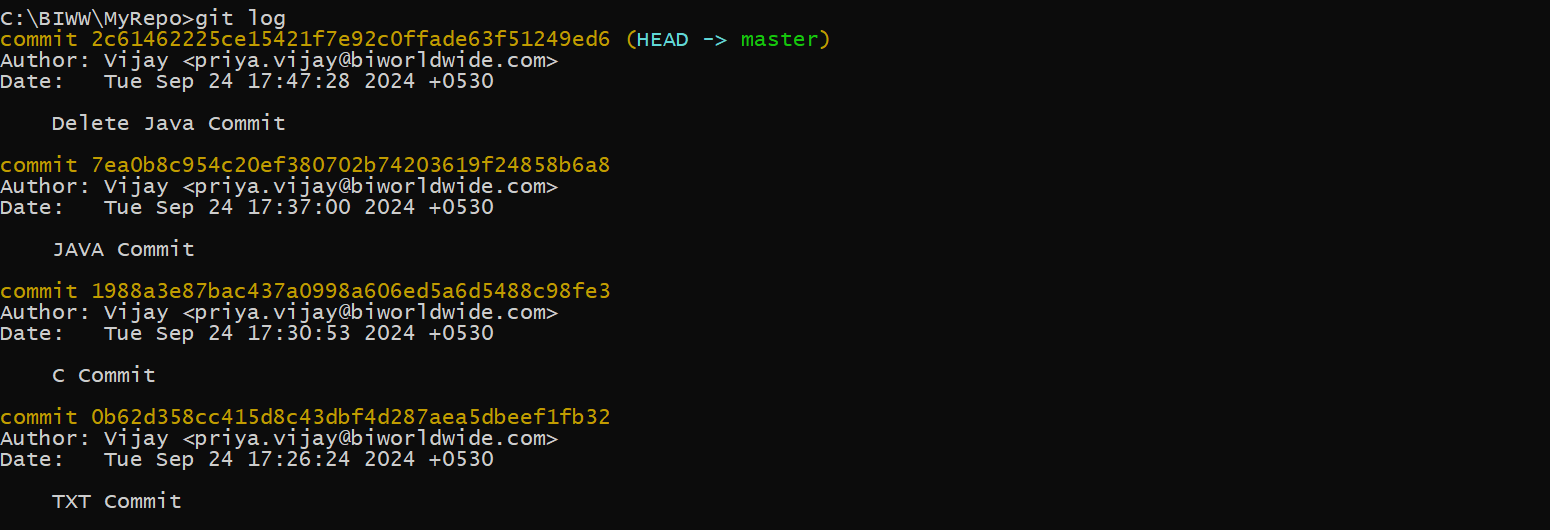 C:\BIWW\MyRepo>git log
commit 2c61462225ce15421f7e92c0ffade63f51249ed6 (HEAD -> master)
Author: Vijay <priya.vijay@biworldwide.com>
Date:   Tue Sep 24 17:47:28 2024 +0530
    Delete Java Commit
commit 7ea0b8c954c20ef380702b74203619f24858b6a8
Author: Vijay <priya.vijay@biworldwide.com>
Date:   Tue Sep 24 17:37:00 2024 +0530
    JAVA Commit
commit 1988a3e87bac437a0998a606ed5a6d5488c98fe3
Author: Vijay <priya.vijay@biworldwide.com>
Date:   Tue Sep 24 17:30:53 2024 +0530
    C Commit
commit 0b62d358cc415d8c43dbf4d287aea5dbeef1fb32
Author: Vijay <priya.vijay@biworldwide.com>
Date:   Tue Sep 24 17:26:24 2024 +0530
    TXT Commit